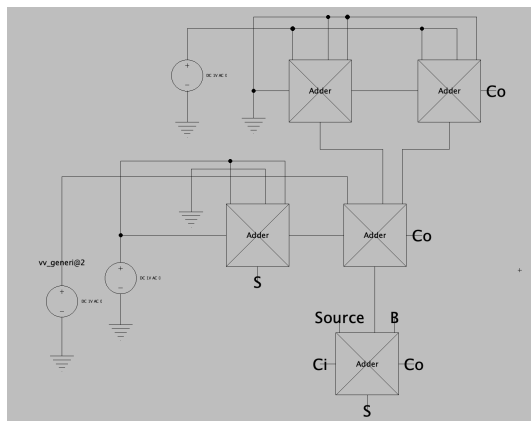 DC 1V AC 0
Adder
Adder
Co
Adder
Adder
Co
vv_generi@2
DC 1V AC 0
S
DC 1V AC 0
Source B
Ci Adder Co
S